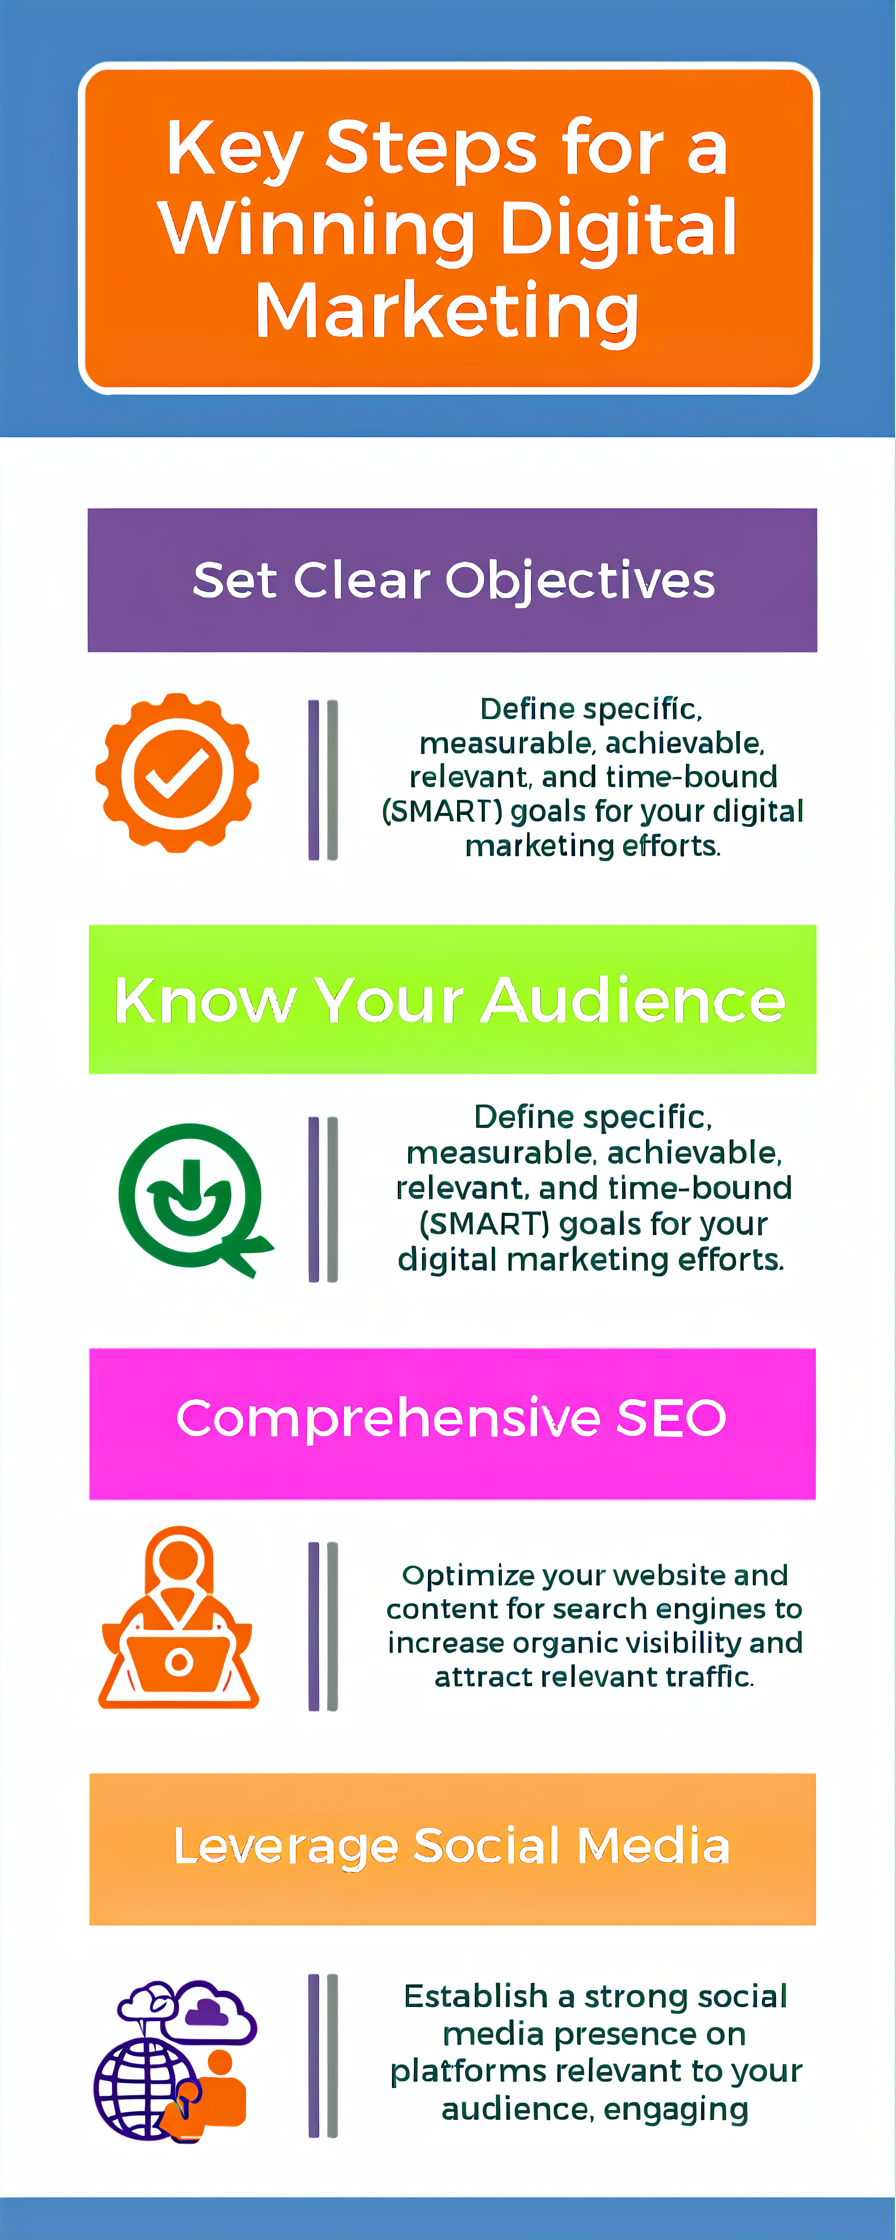 Key Steps for a
Winning Digital
Marketing
Set Clear Objectives
Define specific,
measurable, achievable,
relevant, and time-bound
(SMART) goals for your digital
marketing efforts.
Know Your Audience
Define specific,
measurable, achievable,
relevant, and time-bound
(SMART) goals for your
digital marketing efforts.
Comprehensive SEO
Optimize your website and
content for search engines to
increase organic visibility and
attract relevant traffic.
Leverage Social Media
Establish a strong social
media presence on
platforms relevant to your
audience, engaging